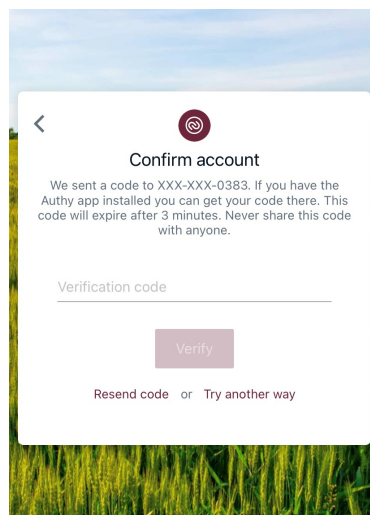 Confirm account
We sent a code to XXX-XXX-0383. If you have the
Authy app installed you can get your code there. This
code will expire after 3 minutes. Never share this code
with anyone.
Verification code
Verify
Resend code or Try another way